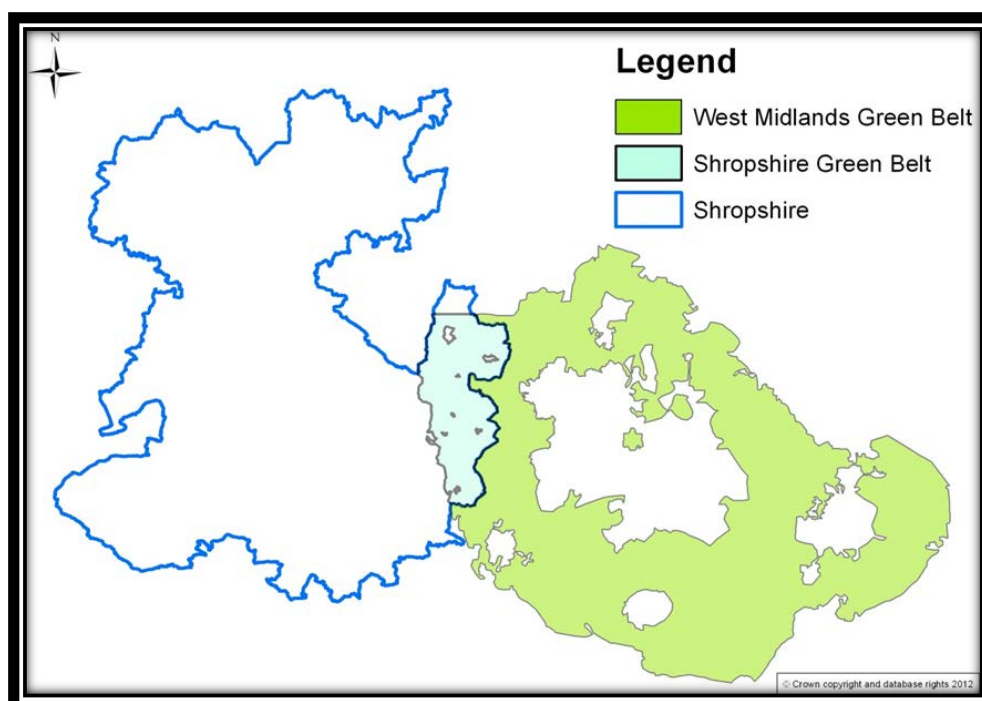 N
Legend
West Midlands Green Belt
Shropshire Green Belt
Shropshire
© Crown copyright and database rights 2012